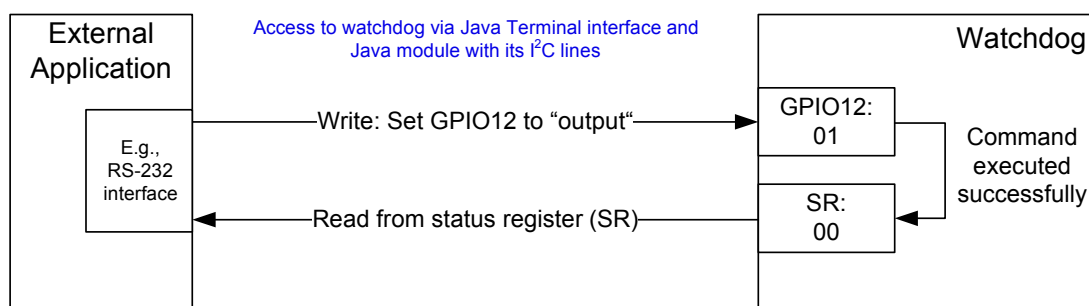 External
Application
Access to watchdog via Java Terminal interface and
Java module with its I²C lines
Watchdog
E.g.,
RS-232
interface
Write: Set GPIO12 to “output“
GPIO12:
01
Command
executed
successfully
Read from status register (SR)
SR:
00